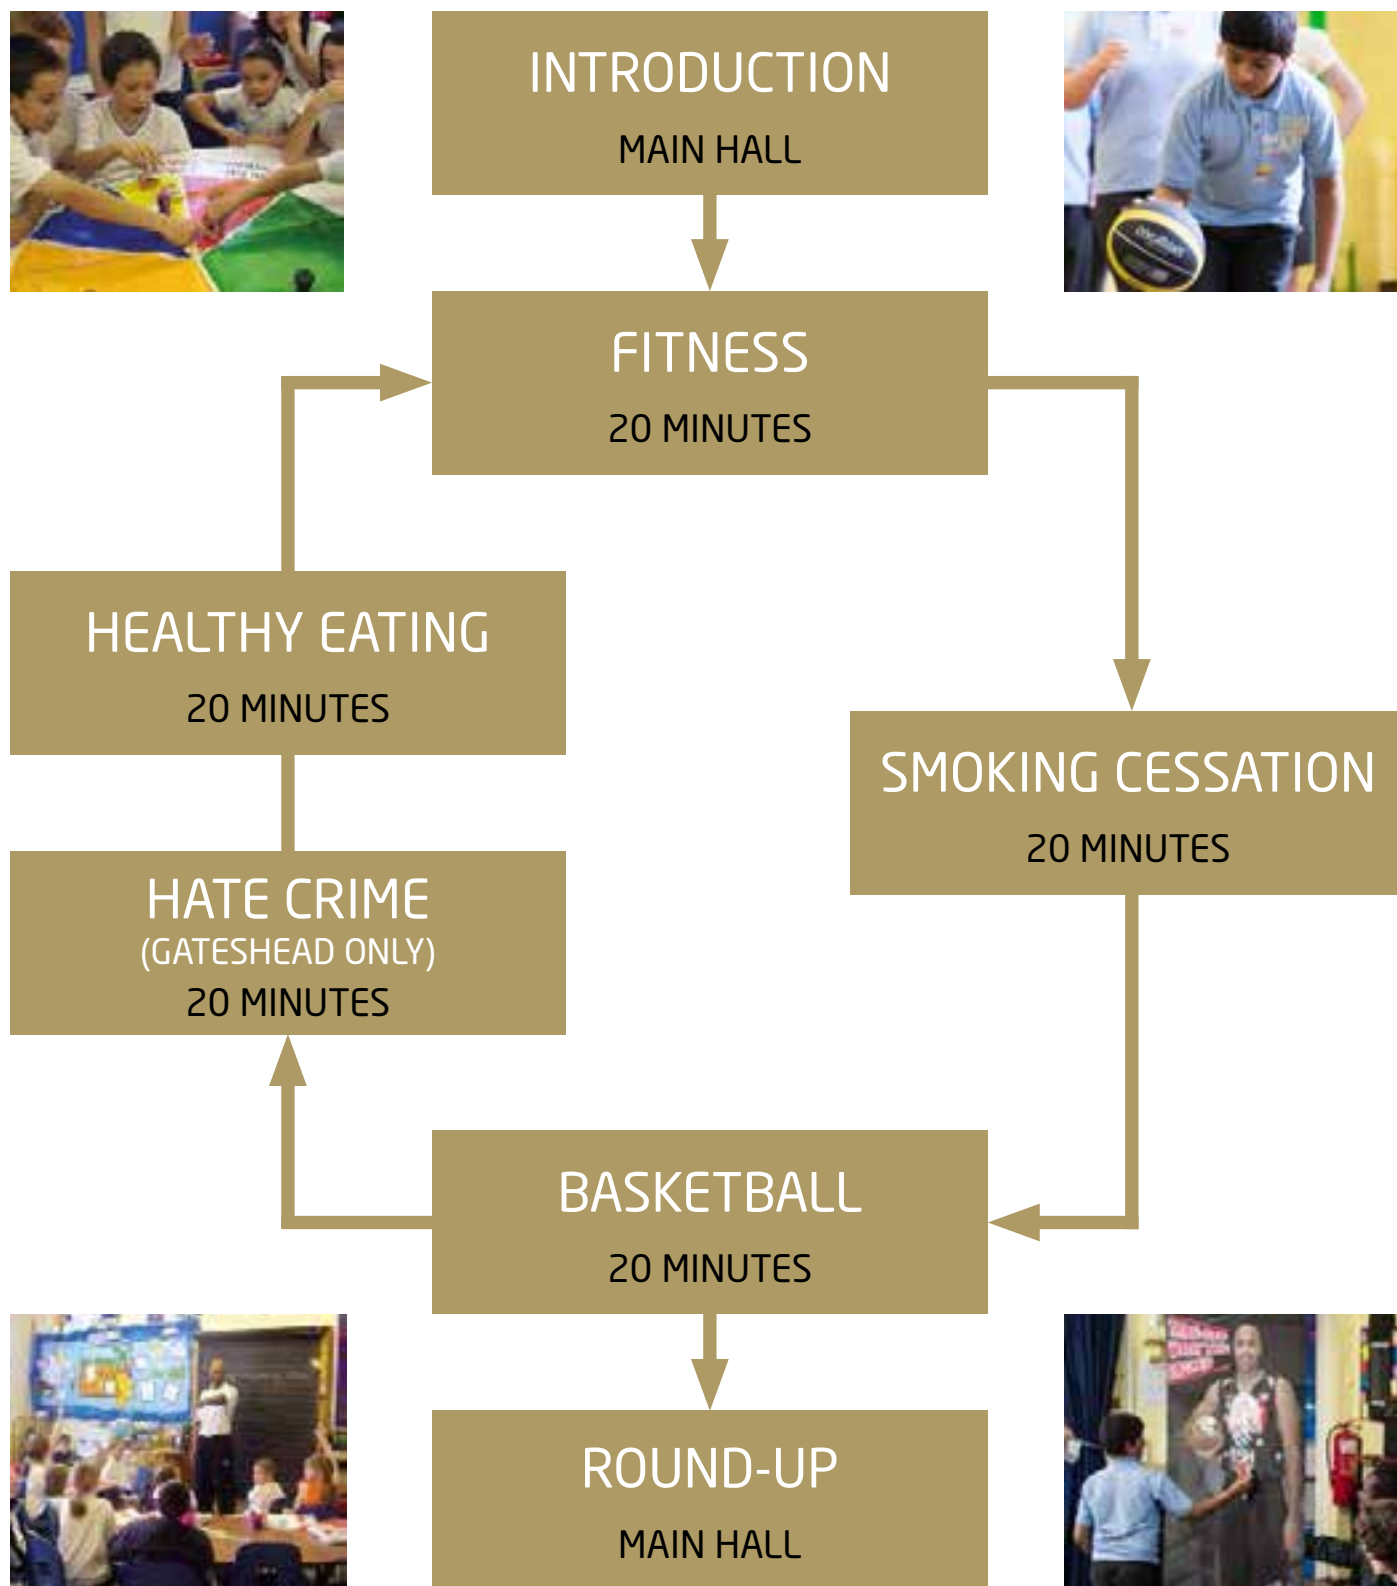 INTRODUCTION
MAIN HALL
FITNESS
20 MINUTES
HEALTHY EATING
20 MINUTES
SMOKING CESSATION
20 MINUTES
HATE CRIME
(GATESHEAD ONLY)
20 MINUTES
BASKETBALL
20 MINUTES
ROUND-UP
MAIN HALL